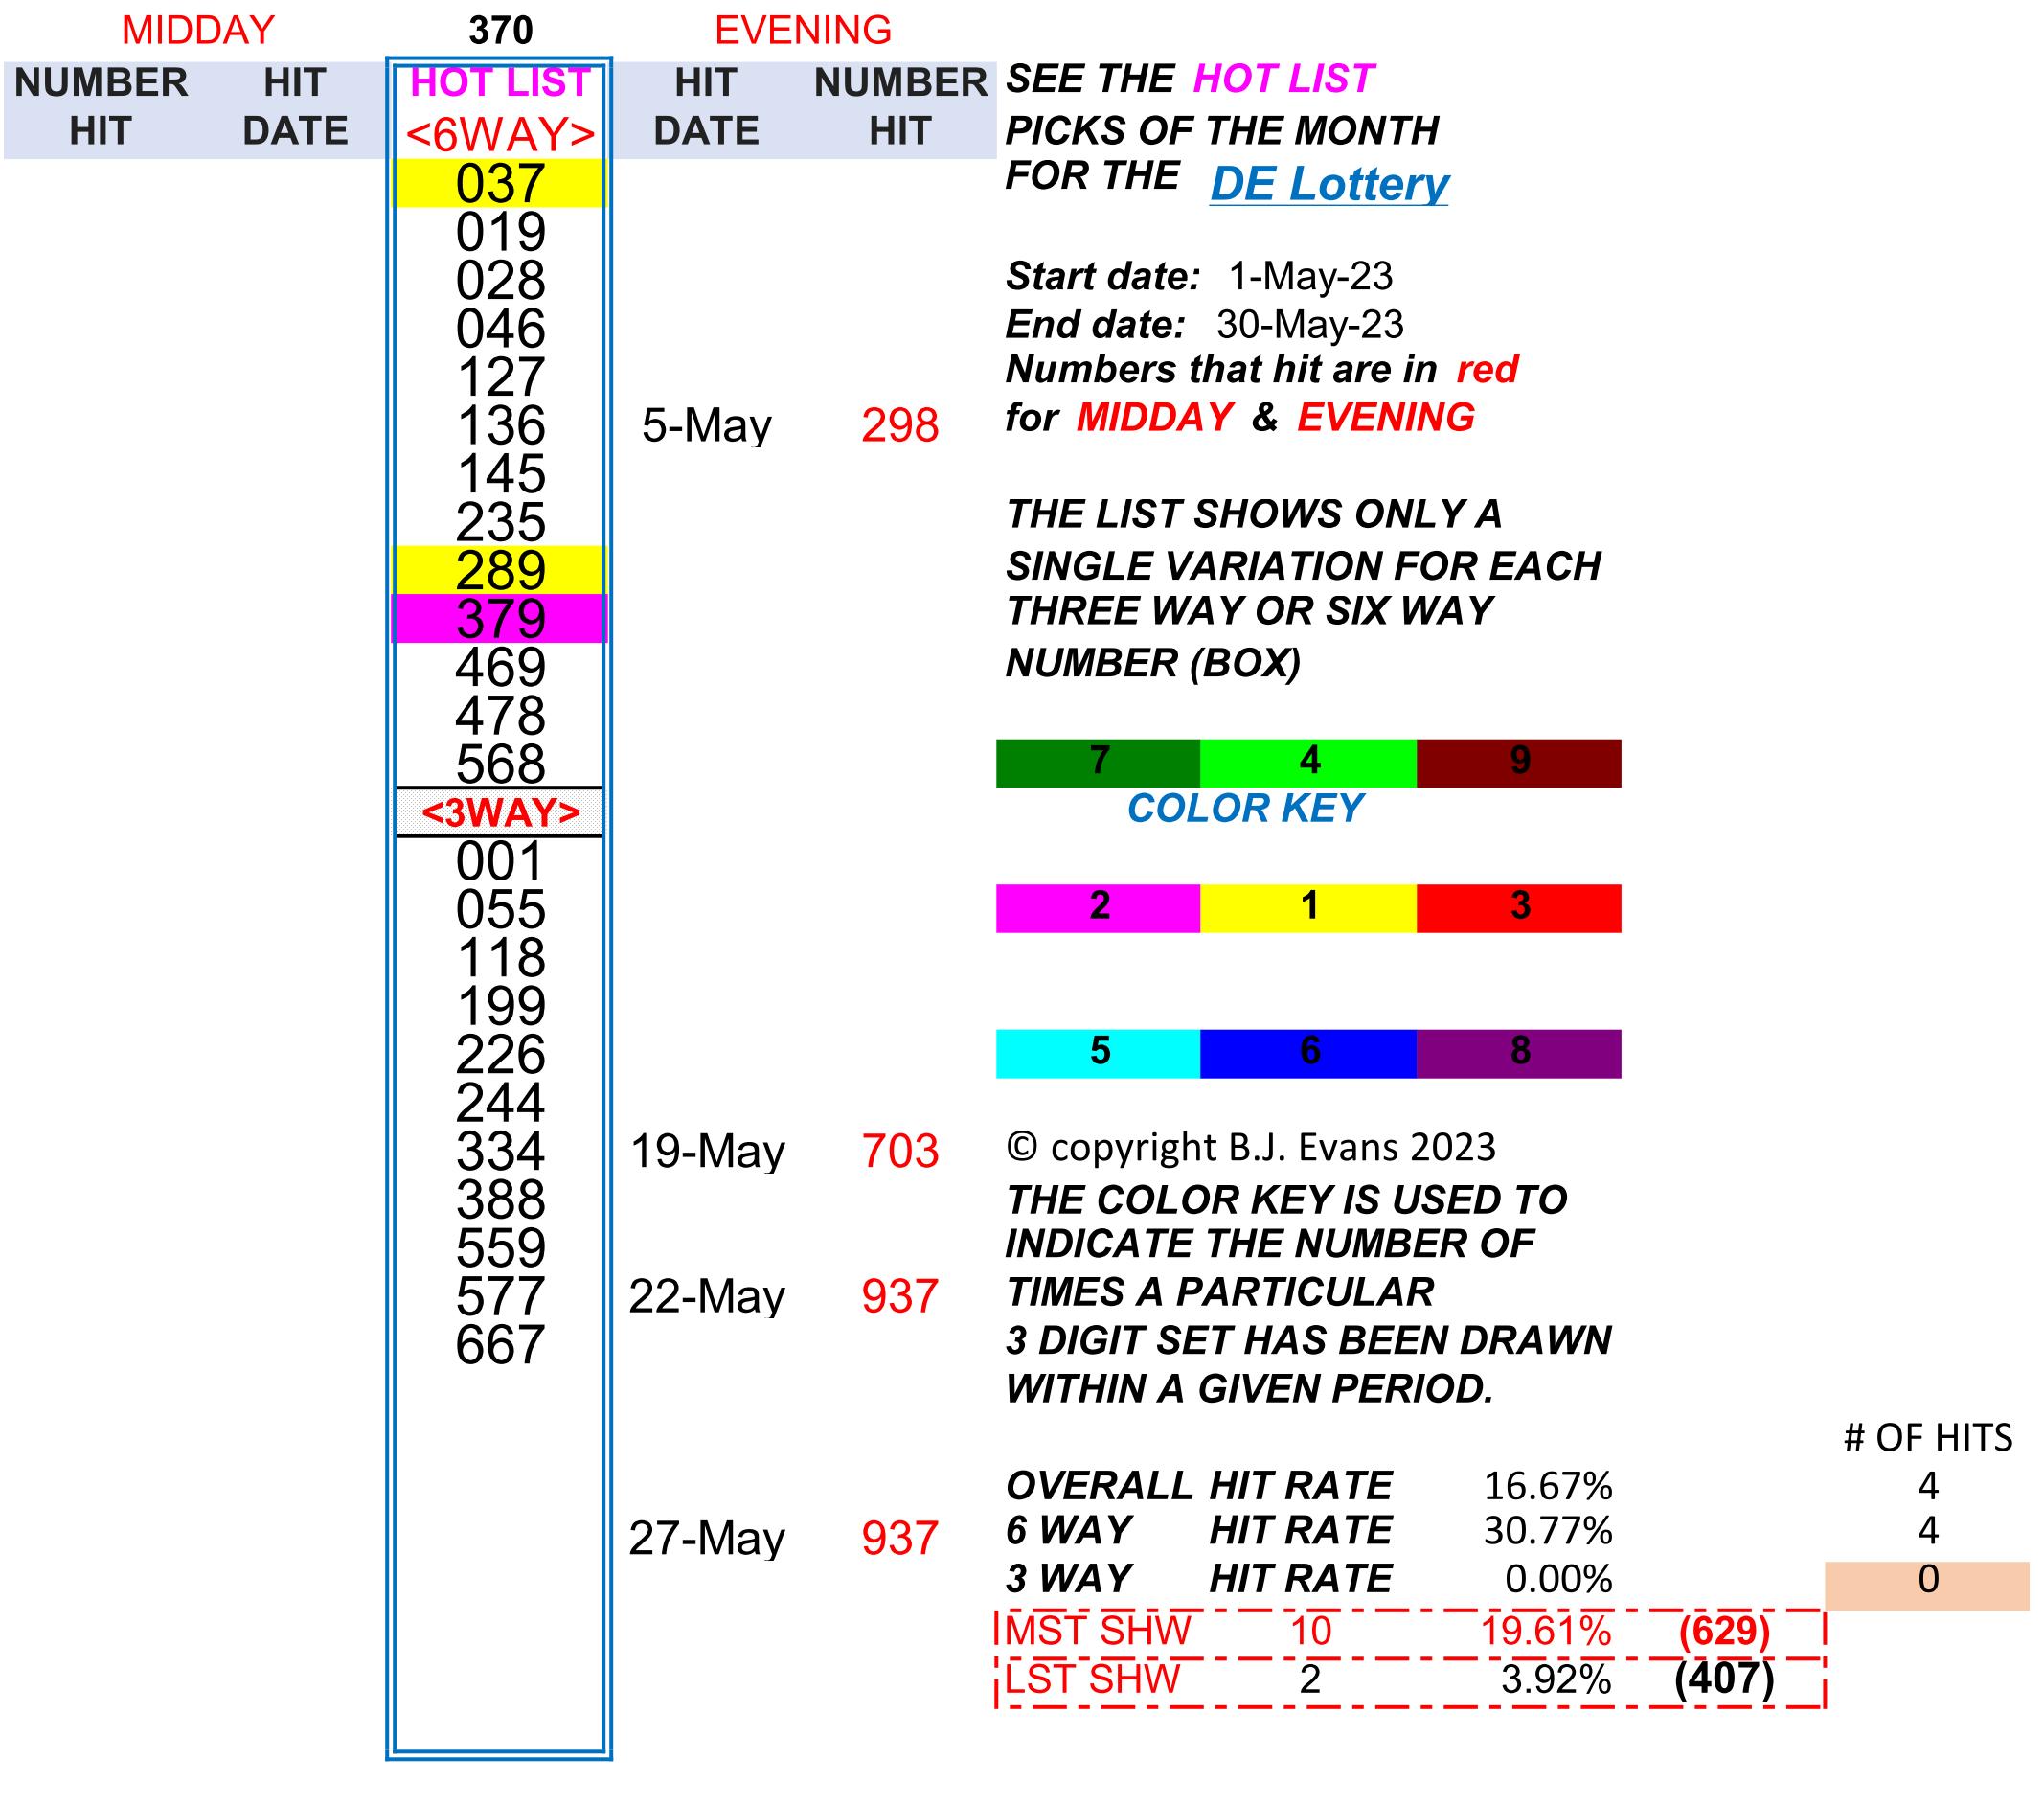 MIDDAY 370 EVENING
NUMBER HIT HOT LIST HIT NUMBER SEE THE HOT LIST
HIT DATE <6WAY> DATE HIT PICKS OF THE MONTH
037 FOR THE DE Lottery
019
028 Start date: 1-May-23
046 End date: 30-May-23
127 Numbers that hit are in red
136 5-May 298 for MIDDAY & EVENING
145
235 THE LIST SHOWS ONLY A
289 SINGLE VARIATION FOR EACH
379 THREE WAY OR SIX WAY
469 NUMBER (BOX)
478
568 7 4 9
<3WAY> COLOR KEY
001
055 2 1 3
118
199
226 5 6 8
244
334 19-May 703 © copyright B.J. Evans 2023
388 THE COLOR KEY IS USED TO
559 INDICATE THE NUMBER OF
577 22-May 937 TIMES A PARTICULAR
667 3 DIGIT SET HAS BEEN DRAWN
WITHIN A GIVEN PERIOD.
# OF HITS
OVERALL HIT RATE 16.67% 4
27-May 937 6 WAY HIT RATE 30.77% 4
3 WAY HIT RATE 0.00% 0
MST SHW 10 19.61% (629)
LST SHW 2 3.92% (407)